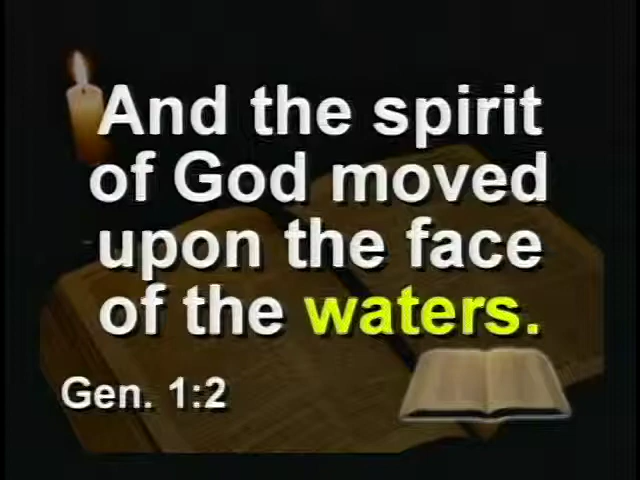 And the spirit
of God moved
upon the face
of the waters.
Gen. 1:2